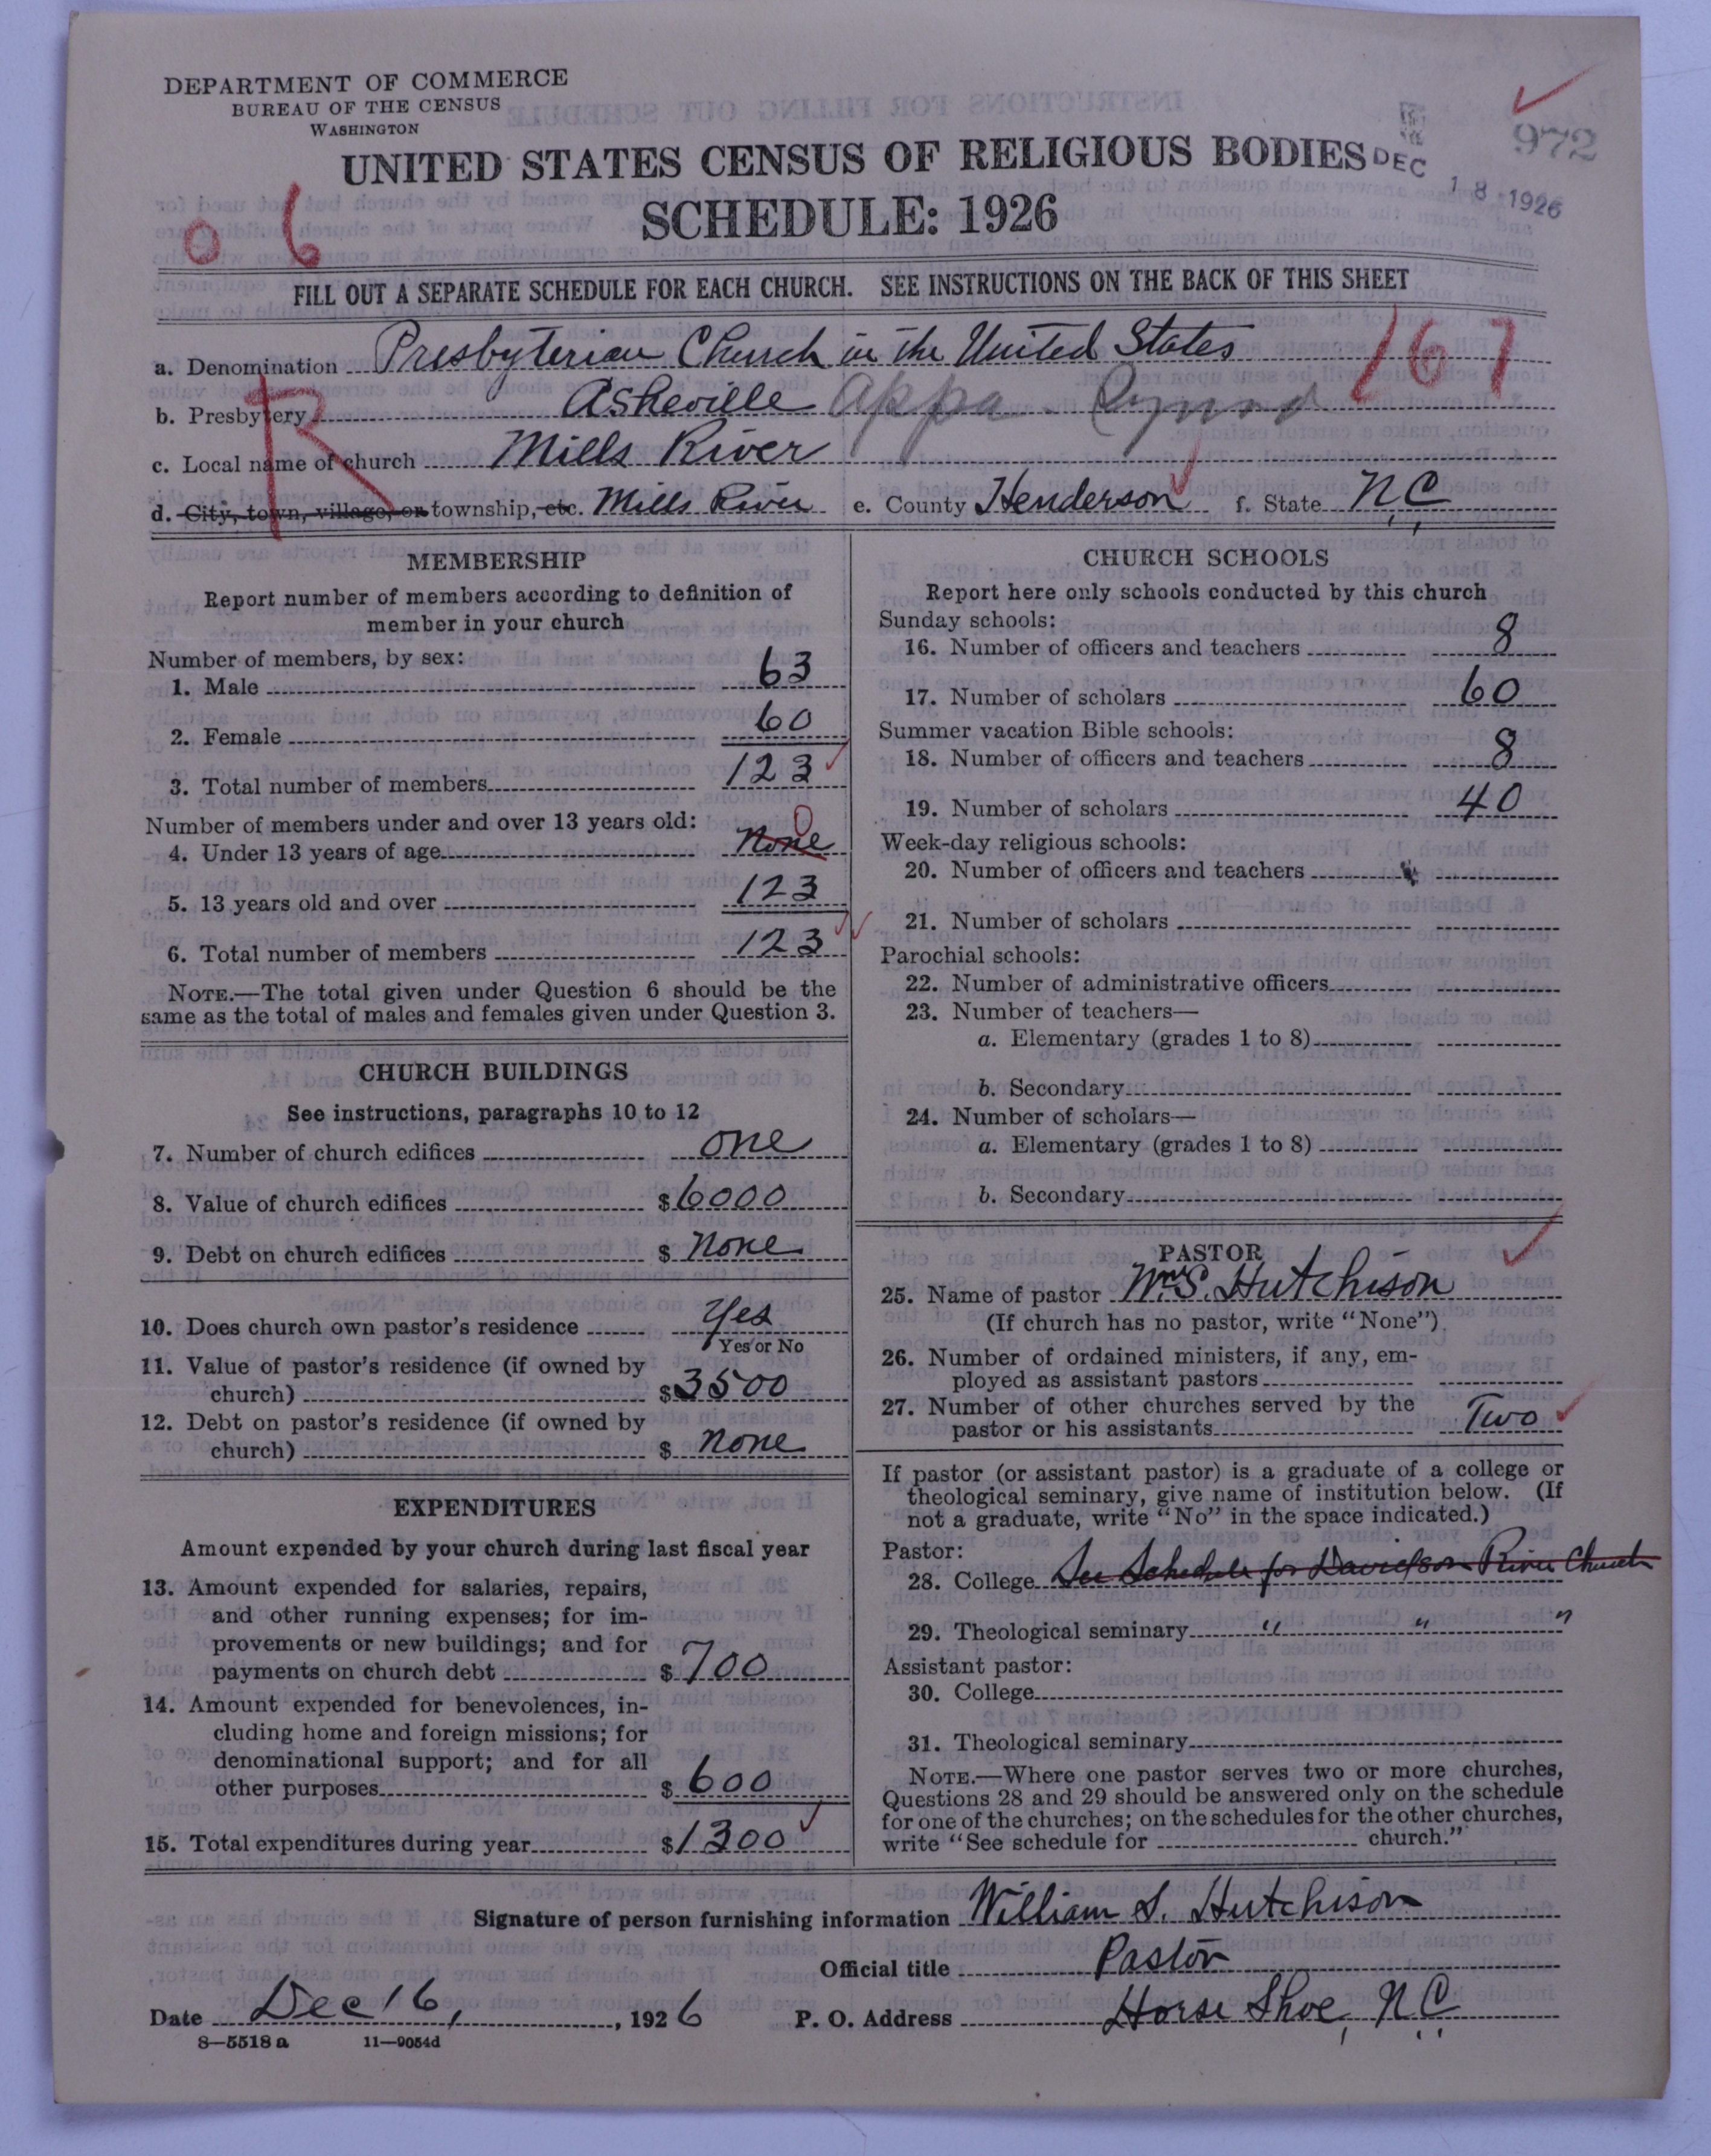 DEPARTMENT OF COMMERCE
BUREAU OF THE CENSUS
WASHINGTON
UNITED STATES CENSUS OF RELIGIOUS BODIES
SCHEDULE: 1926
DEC 18 1926
972
0 6
FILL OUT A SEPARATE SCHEDULE FOR EACH CHURCH. SEE INSTRUCTIONS ON THE BACK OF THIS SHEET
167
R
a. Denomination Presbyterian Church in the United States
b. Presbytery Asheville Appa. Synod
c. Local name of church Mills River
d. City, town, village, or township, etc. Mills River e. County Henderson f. State N.C.
MEMBERSHIP
Report number of members according to definition of
member in your church
Number of members, by sex:
1. Male 63
2. Female 60
3. Total number of members 123
Number of members under and over 13 years old:
4. Under 13 years of age None 0
5. 13 years old and over 123
6. Total number of members 123
NOTE.—The total given under Question 6 should be the
same as the total of males and females given under Question 3.
CHURCH BUILDINGS
See instructions, paragraphs 10 to 12
7. Number of church edifices one
8. Value of church edifices $6000
9. Debt on church edifices $ none
10. Does church own pastor's residence Yes
Yes or No
11. Value of pastor's residence (if owned by
church) $3500
12. Debt on pastor's residence (if owned by
church) $ none
EXPENDITURES
Amount expended by your church during last fiscal year
13. Amount expended for salaries, repairs,
and other running expenses; for im-
provements or new buildings; and for
payments on church debt $700
14. Amount expended for benevolences, in-
cluding home and foreign missions; for
denominational support; and for all
other purposes $600
15. Total expenditures during year $1300
CHURCH SCHOOLS
Report here only schools conducted by this church
Sunday schools:
16. Number of officers and teachers 8
17. Number of scholars 60
Summer vacation Bible schools:
18. Number of officers and teachers 8
19. Number of scholars 40
Week-day religious schools:
20. Number of officers and teachers
21. Number of scholars
Parochial schools:
22. Number of administrative officers
23. Number of teachers—
a. Elementary (grades 1 to 8)
b. Secondary
24. Number of scholars—
a. Elementary (grades 1 to 8)
b. Secondary
PASTOR
25. Name of pastor Wm S. Hutchison
(If church has no pastor, write "None")
26. Number of ordained ministers, if any, em-
ployed as assistant pastors
27. Number of other churches served by the
pastor or his assistants Two
If pastor (or assistant pastor) is a graduate of a college or
theological seminary, give name of institution below. (If
not a graduate, write "No" in the space indicated.)
Pastor:
28. College See Schedule for Davidson River Church
29. Theological seminary " " "
Assistant pastor:
30. College
31. Theological seminary
NOTE.—Where one pastor serves two or more churches,
Questions 28 and 29 should be answered only on the schedule
for one of the churches; on the schedules for the other churches,
write "See schedule for church."
Signature of person furnishing information William S. Hutchison
Official title Pastor
Date Dec 16, 1926 P. O. Address Horse Shoe, N.C.
8—5518a 11—9054d